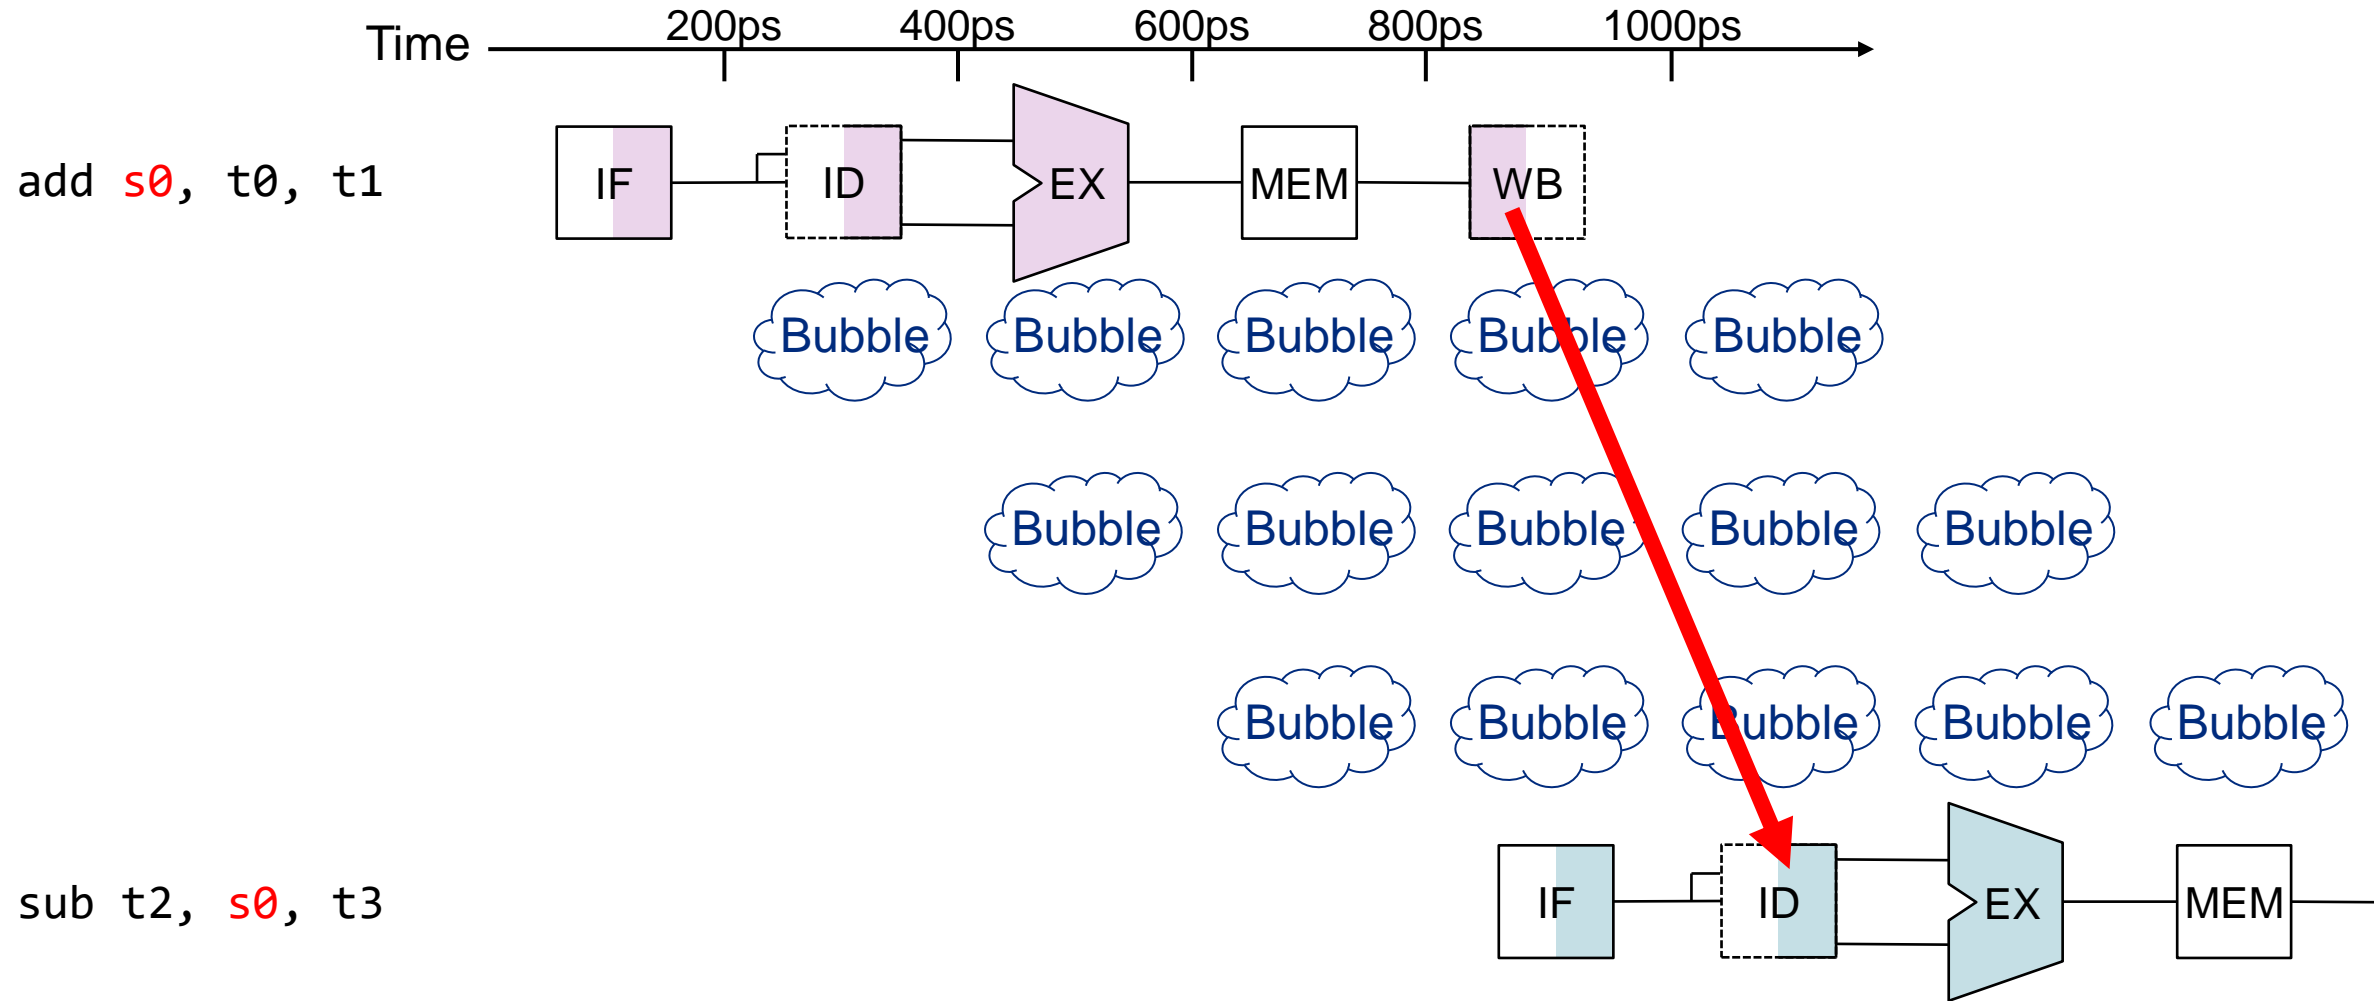 Time 200ps 400ps 600ps 800ps 1000ps
add s0, t0, t1 IF ID EX MEM WB
Bubble Bubble Bubble Bubble Bubble
Bubble Bubble Bubble Bubble Bubble
Bubble Bubble Bubble Bubble Bubble
sub t2, s0, t3 IF ID EX MEM